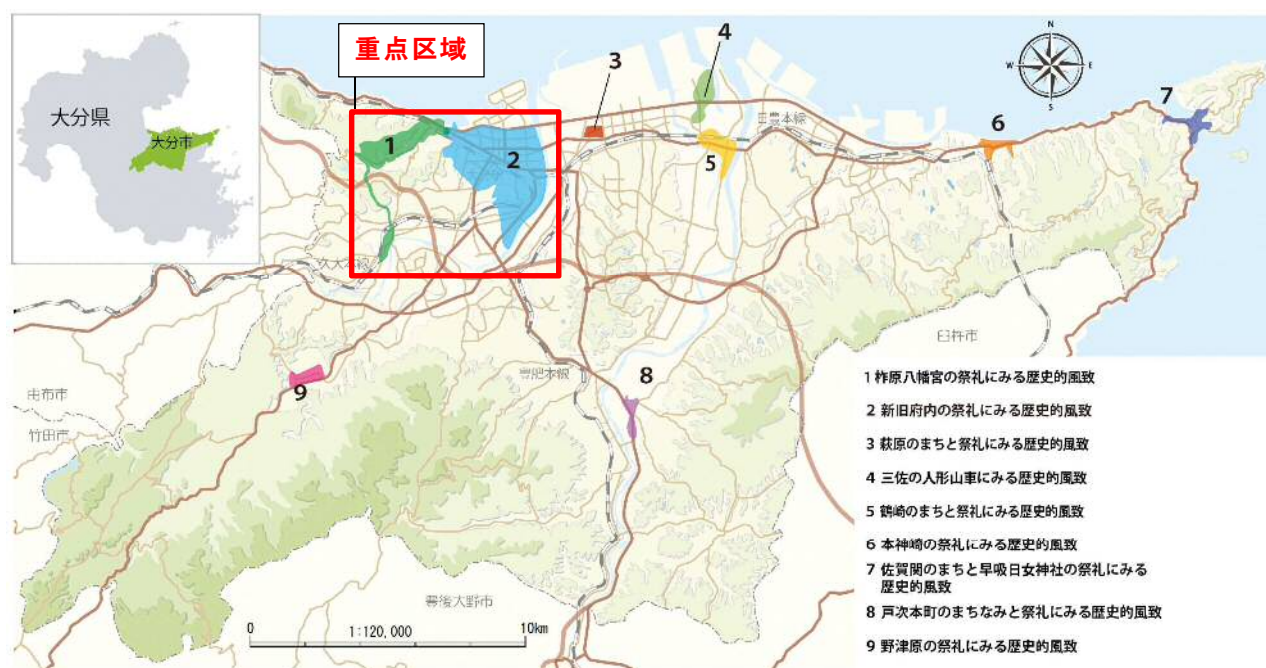 大分県
大分市
重点区域
1
2
3
4
5
6
7
8
9
N
W
E
S
日豊本線
久大本線
豊肥本線
臼杵市
由布市
竹田市
豊後大野市
0
1:120,000
10km
1 柞原八幡宮の祭礼にみる歴史的風致
2 新旧府内の祭礼にみる歴史的風致
3 萩原のまちと祭礼にみる歴史的風致
4 三佐の人形山車にみる歴史的風致
5 鶴崎のまちと祭礼にみる歴史的風致
6 本神崎の祭礼にみる歴史的風致
7 佐賀関のまちと早吸日女神社の祭礼にみる
歴史的風致
8 戸次本町のまちなみと祭礼にみる歴史的風致
9 野津原の祭礼にみる歴史的風致